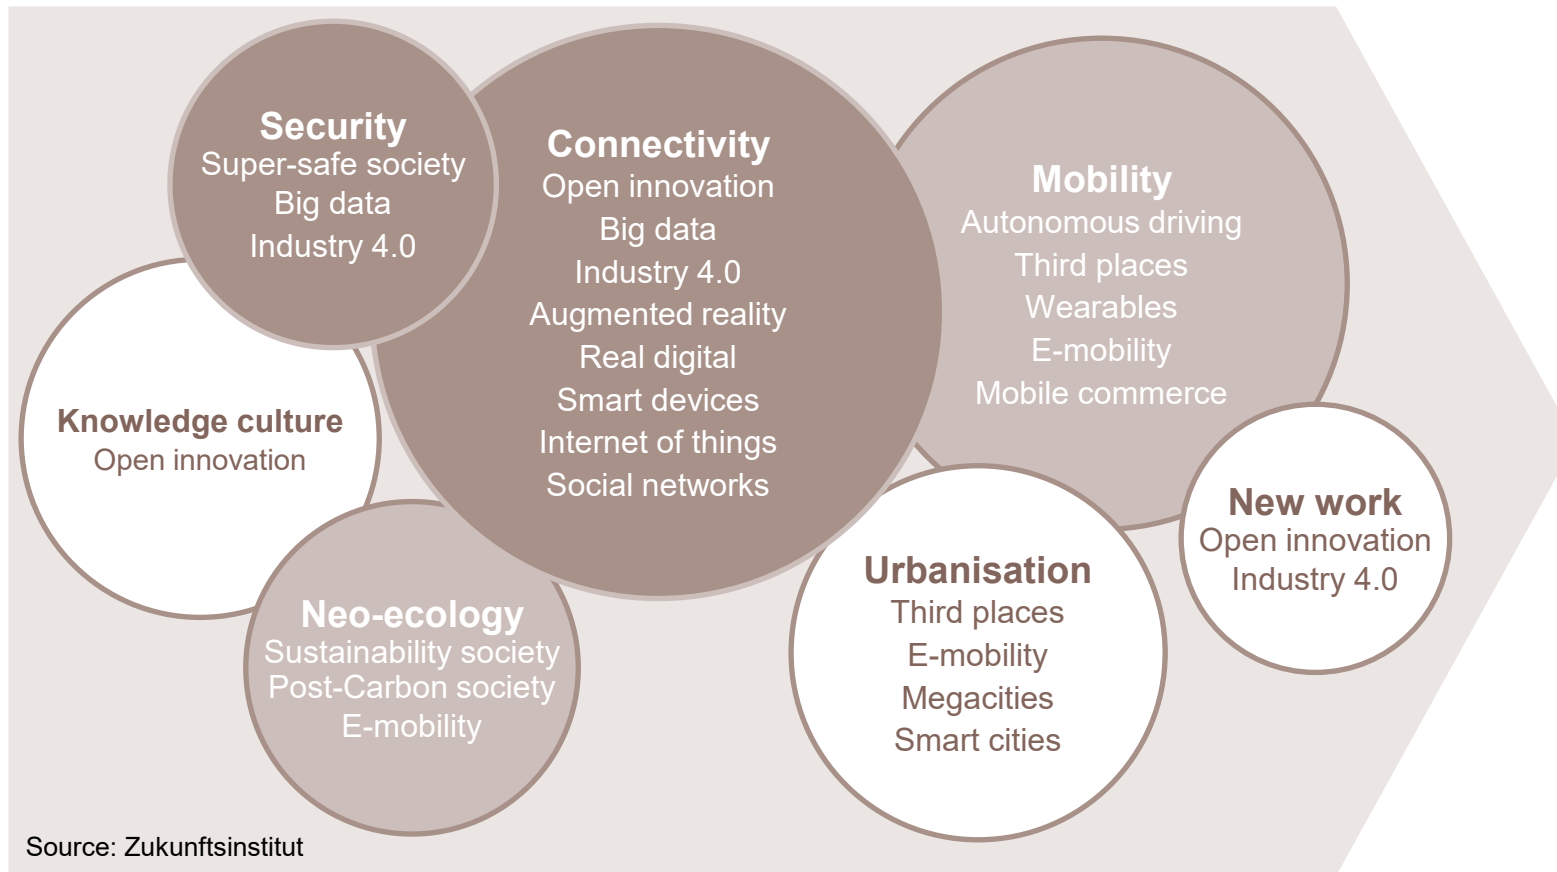 Security
Super-safe society
Big data
Industry 4.0
Connectivity
Open innovation
Big data
Industry 4.0
Augmented reality
Real digital
Smart devices
Internet of things
Social networks
Mobility
Autonomous driving
Third places
Wearables
E-mobility
Mobile commerce
Knowledge culture
Open innovation
Neo-ecology
Sustainability society
Post-Carbon society
E-mobility
Urbanisation
Third places
E-mobility
Megacities
Smart cities
New work
Open innovation
Industry 4.0
Source: Zukunftsinstitut